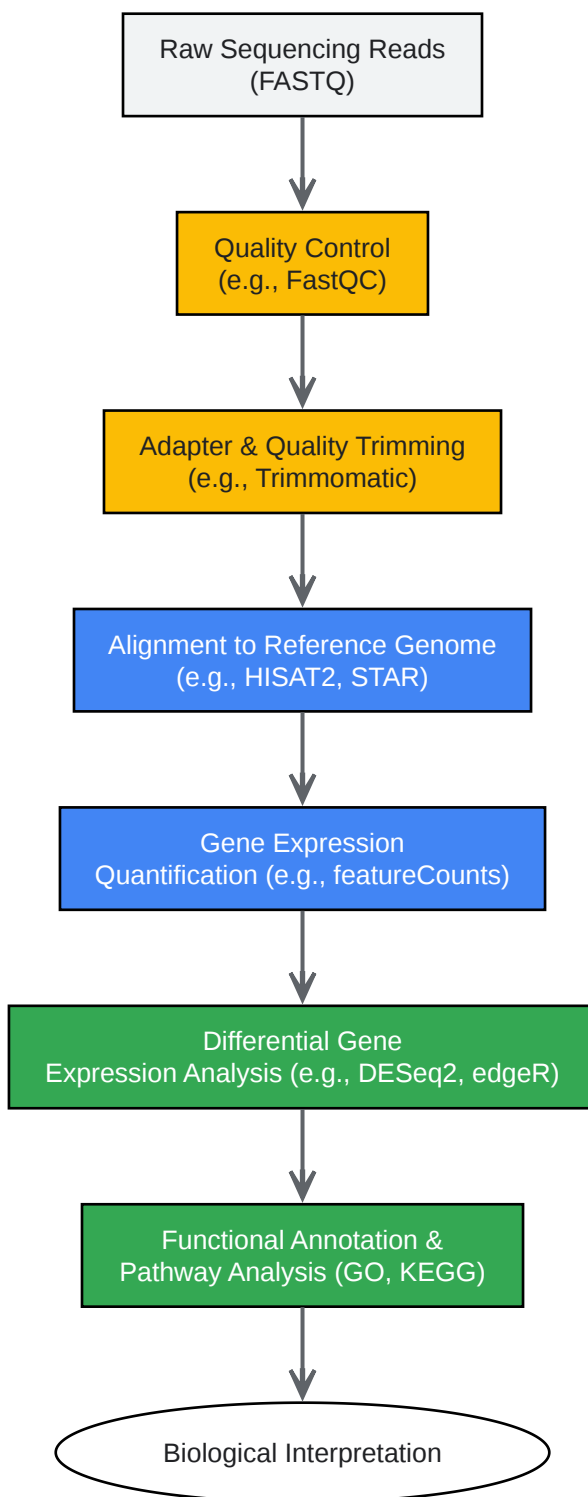 Raw Sequencing Reads
(FASTQ)
Quality Control
(e.g., FastQC)
Adapter & Quality Trimming
(e.g., Trimmomatic)
Alignment to Reference Genome
(e.g., HISAT2, STAR)
Gene Expression
Quantification (e.g., featureCounts)
Differential Gene
Expression Analysis (e.g., DESeq2, edgeR)
Functional Annotation &
Pathway Analysis (GO, KEGG)
Biological Interpretation